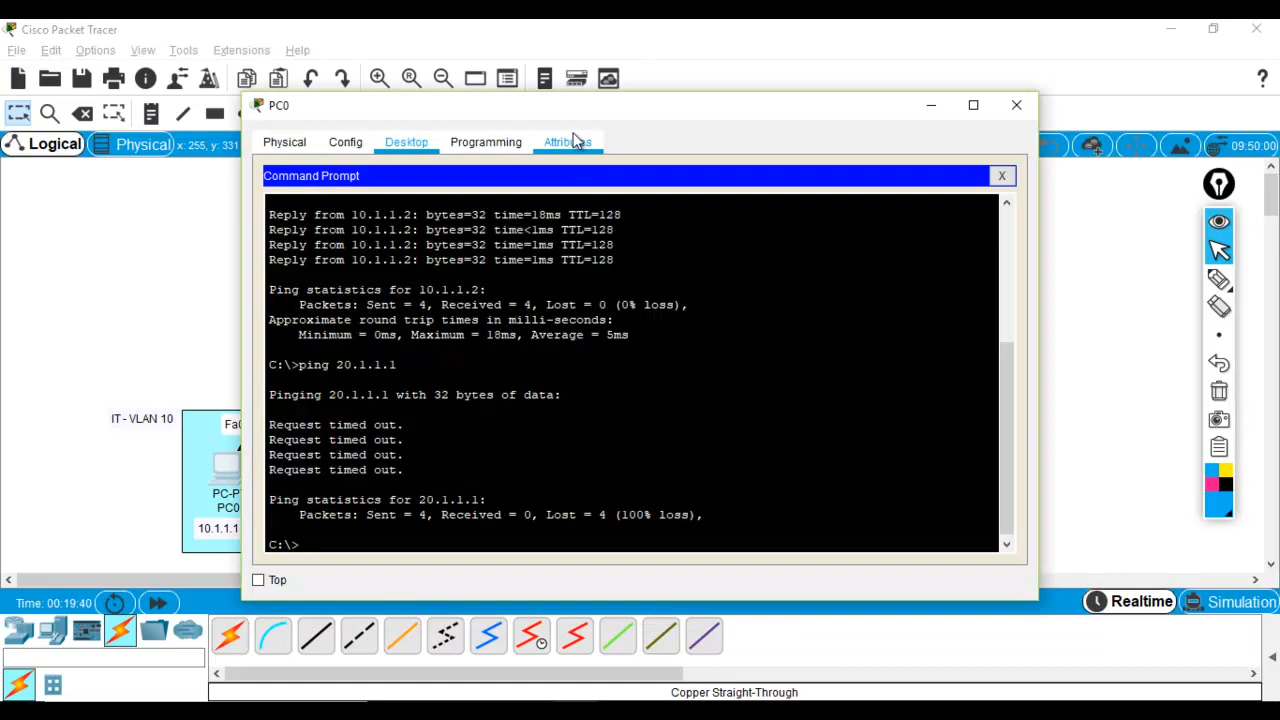 Cisco Packet Tracer
File Edit Options View Tools Extensions Help
PC0
Logical Physical x: 255, y: 331 09:50:00
Physical Config Desktop Programming Attributes
Command Prompt X
Reply from 10.1.1.2: bytes=32 time=18ms TTL=128
Reply from 10.1.1.2: bytes=32 time<1ms TTL=128
Reply from 10.1.1.2: bytes=32 time=1ms TTL=128
Reply from 10.1.1.2: bytes=32 time=1ms TTL=128
Ping statistics for 10.1.1.2:
Packets: Sent = 4, Received = 4, Lost = 0 (0% loss),
Approximate round trip times in milli-seconds:
Minimum = 0ms, Maximum = 18ms, Average = 5ms
C:\>ping 20.1.1.1
Pinging 20.1.1.1 with 32 bytes of data:
Request timed out.
Request timed out.
Request timed out.
Request timed out.
Ping statistics for 20.1.1.1:
Packets: Sent = 4, Received = 0, Lost = 4 (100% loss),
C:\>
IT - VLAN 10
Fa0
PC-P
PC0
10.1.1.1
Top
Time: 00:19:40 Realtime Simulation
Copper Straight-Through